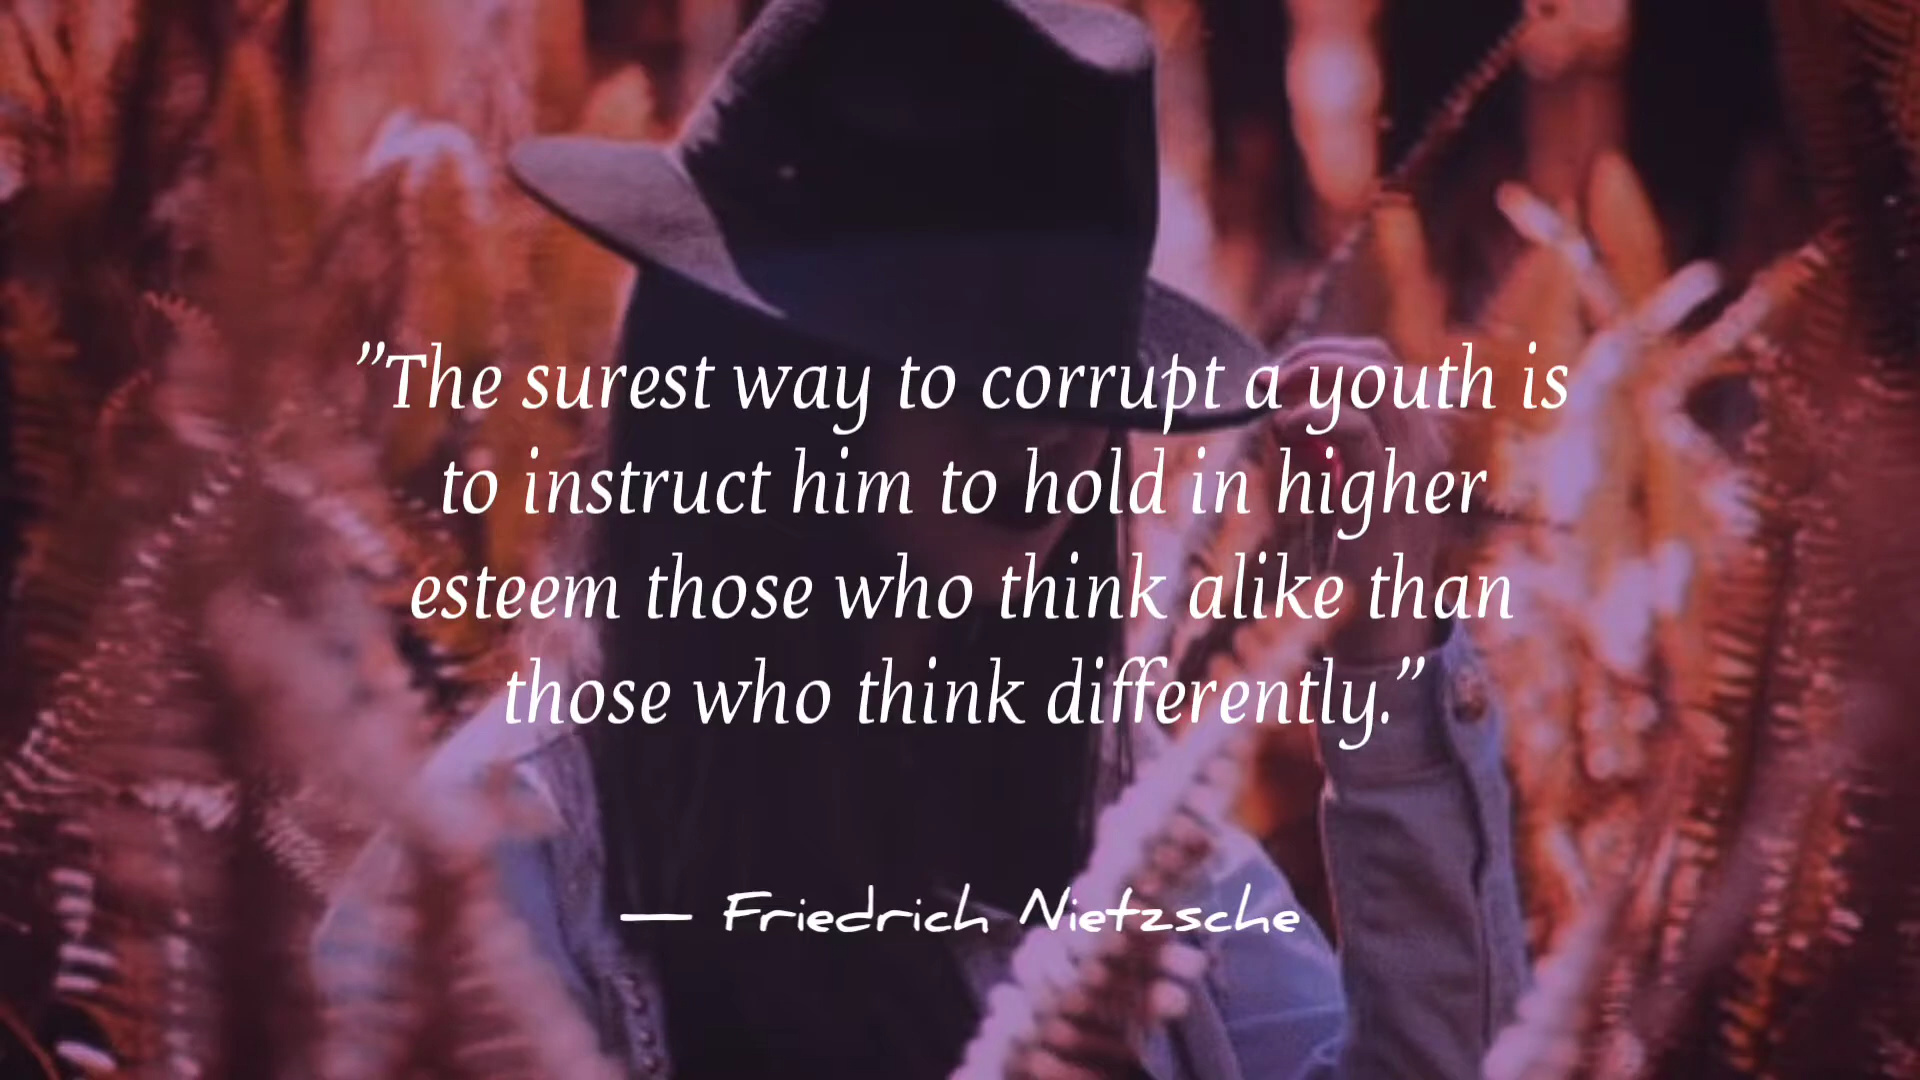 ”The surest way to corrupt a youth is
to instruct him to hold in higher
esteem those who think alike than
those who think differently.”
— Friedrich Nietzsche